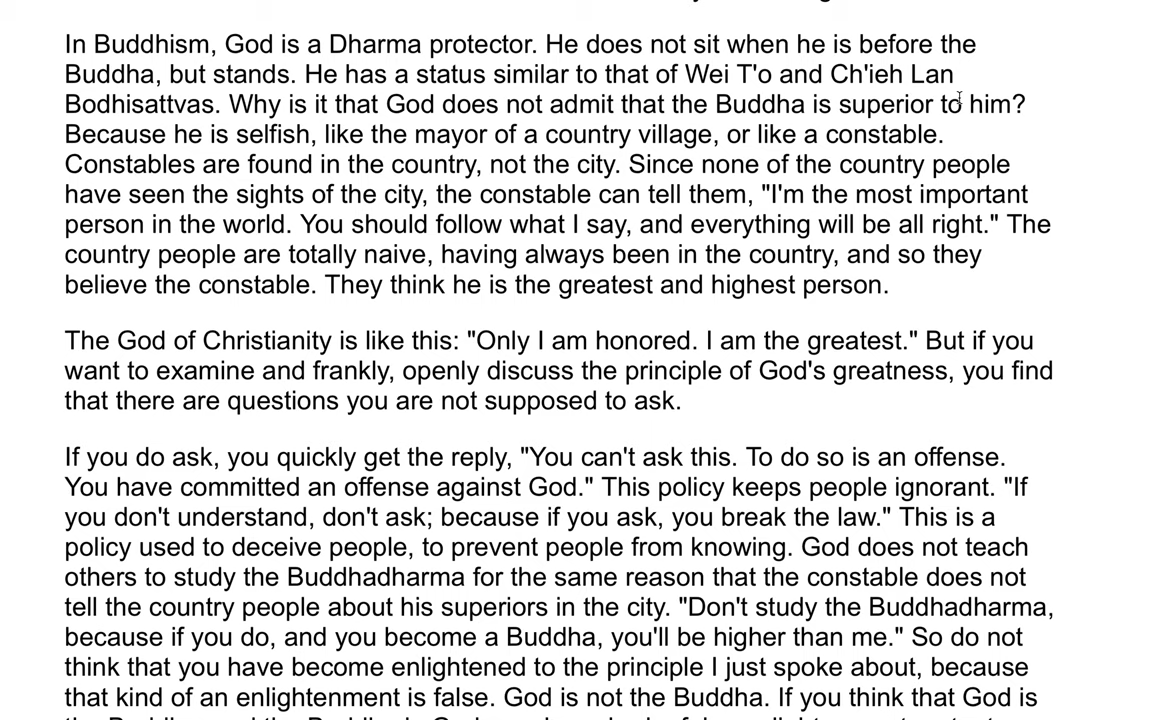 In Buddhism, God is a Dharma protector. He does not sit when he is before the
Buddha, but stands. He has a status similar to that of Wei T'o and Ch'ieh Lan
Bodhisattvas. Why is it that God does not admit that the Buddha is superior to him?
Because he is selfish, like the mayor of a country village, or like a constable.
Constables are found in the country, not the city. Since none of the country people
have seen the sights of the city, the constable can tell them, "I'm the most important
person in the world. You should follow what I say, and everything will be all right." The
country people are totally naive, having always been in the country, and so they
believe the constable. They think he is the greatest and highest person.
The God of Christianity is like this: "Only I am honored. I am the greatest." But if you
want to examine and frankly, openly discuss the principle of God's greatness, you find
that there are questions you are not supposed to ask.
If you do ask, you quickly get the reply, "You can't ask this. To do so is an offense.
You have committed an offense against God." This policy keeps people ignorant. "If
you don't understand, don't ask; because if you ask, you break the law." This is a
policy used to deceive people, to prevent people from knowing. God does not teach
others to study the Buddhadharma for the same reason that the constable does not
tell the country people about his superiors in the city. "Don't study the Buddhadharma,
because if you do, and you become a Buddha, you'll be higher than me." So do not
think that you have become enlightened to the principle I just spoke about, because
that kind of an enlightenment is false. God is not the Buddha. If you think that God is